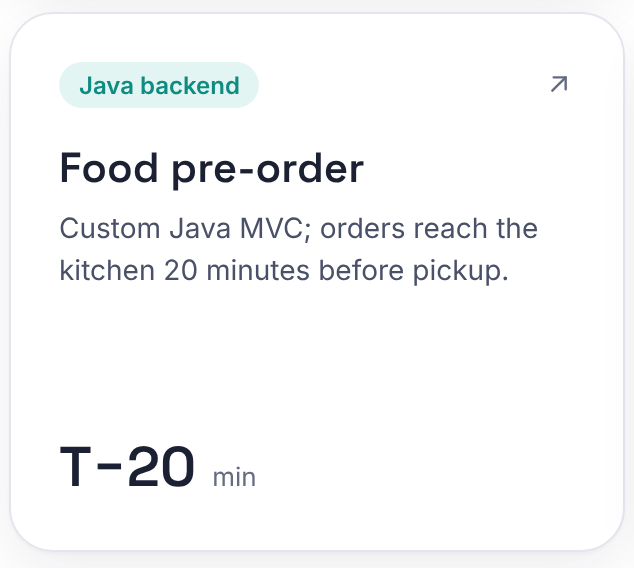 Java backend
Food pre-order
Custom Java MVC; orders reach the
kitchen 20 minutes before pickup.
T-20 min